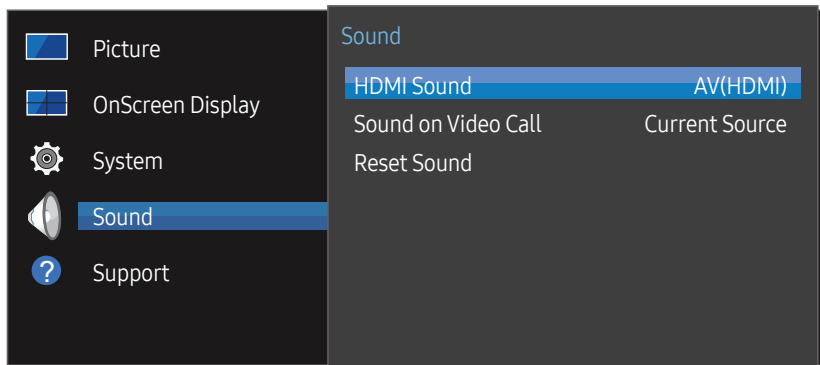 Picture
OnScreen Display
System
Sound
?
Support
Sound
HDMI Sound AV(HDMI)
Sound on Video Call Current Source
Reset Sound